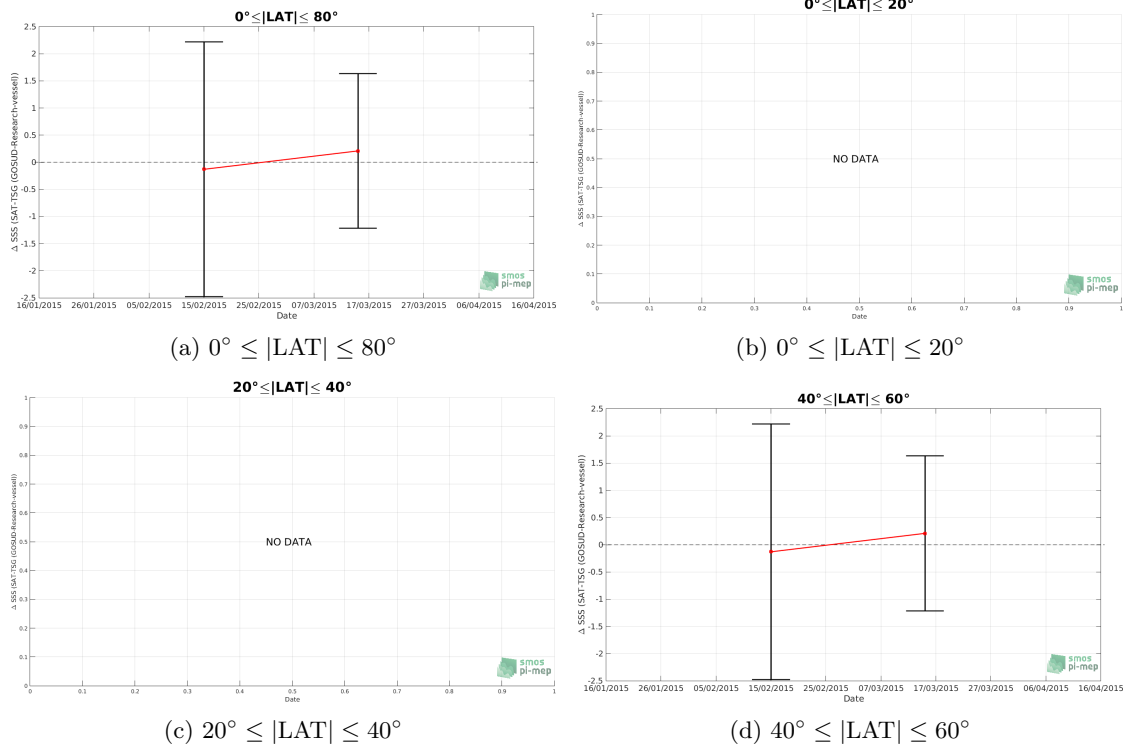 0°≤|LAT|≤ 80°
2.5
2
1.5
1
0.5
0
-0.5
-1
-1.5
-2
-2.5
Δ SSS (SAT-TSG (GOSUD-Research-vessel))
16/01/2015 26/01/2015 05/02/2015 15/02/2015 25/02/2015 07/03/2015 17/03/2015 27/03/2015 06/04/2015 16/04/2015
Date
smos
pi-mep
(a) 0° ≤ |LAT| ≤ 80°
0°≤|LAT|≤ 20°
1
0.9
0.8
0.7
0.6
0.5
0.4
0.3
0.2
0.1
0
Δ SSS (SAT-TSG (GOSUD-Research-vessel))
NO DATA
0 0.1 0.2 0.3 0.4 0.5 0.6 0.7 0.8 0.9 1
Date
smos
pi-mep
(b) 0° ≤ |LAT| ≤ 20°
20°≤|LAT|≤ 40°
1
0.9
0.8
0.7
0.6
0.5
0.4
0.3
0.2
0.1
0
Δ SSS (SAT-TSG (GOSUD-Research-vessel))
NO DATA
0 0.1 0.2 0.3 0.4 0.5 0.6 0.7 0.8 0.9 1
Date
smos
pi-mep
(c) 20° ≤ |LAT| ≤ 40°
40°≤|LAT|≤ 60°
2.5
2
1.5
1
0.5
0
-0.5
-1
-1.5
-2
-2.5
Δ SSS (SAT-TSG (GOSUD-Research-vessel))
16/01/2015 26/01/2015 05/02/2015 15/02/2015 25/02/2015 07/03/2015 17/03/2015 27/03/2015 06/04/2015 16/04/2015
Date
smos
pi-mep
(d) 40° ≤ |LAT| ≤ 60°